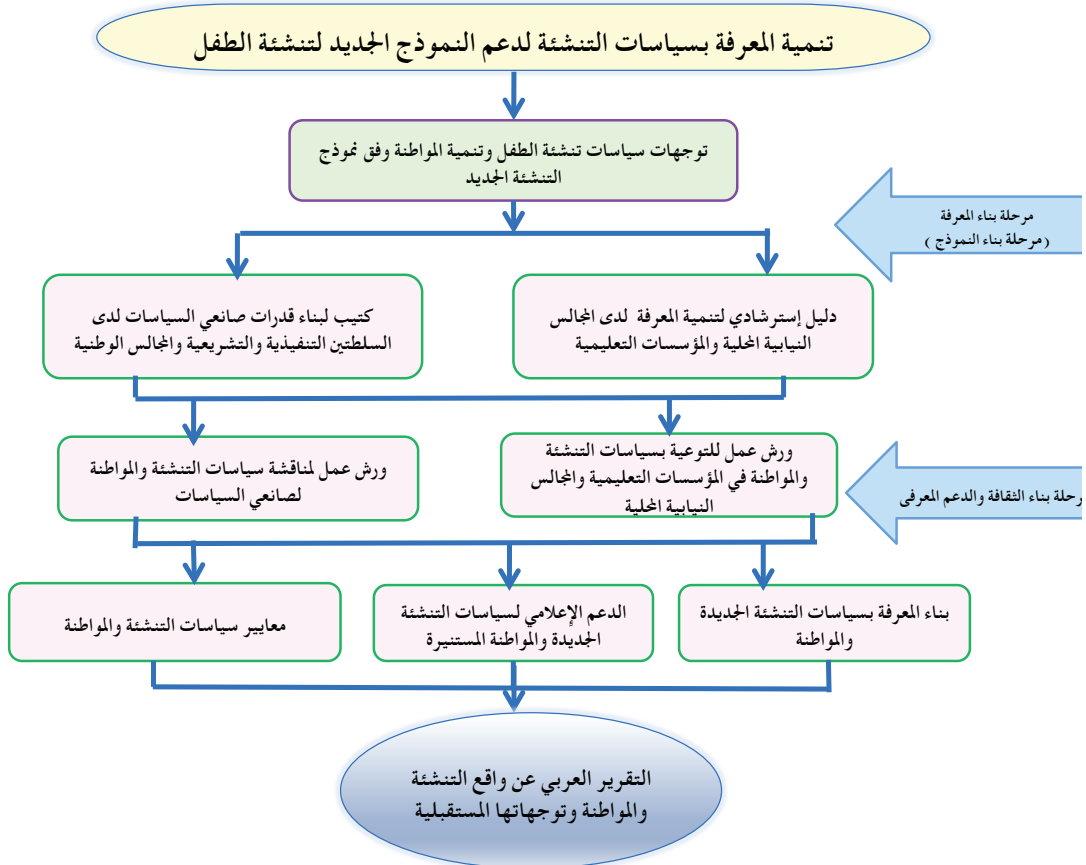 تنمية المعرفة بسياسات التنشئة لدعم النموذج الجديد لتنشئة الطفل
توجهات سياسات تنشئة الطفل وتنمية المواطنة وفق نموذج
التنشئة الجديد
مرحلة بناء المعرفة
(مرحلة بناء النموذج )
دليل إسترشادي لتنمية المعرفة لدى المجالس
النيابية المحلية والمؤسسات التعليمية
كتيب لبناء قدرات صانعي السياسات لدى
السلطتين التنفيذية والتشريعية والمجالس الوطنية
ورش عمل للتوعية بسياسات التنشئة
والمواطنة في المؤسسات التعليمية والمجالس
النيابية المحلية
ورش عمل لمناقشة سياسات التنشئة والمواطنة
لصانعي السياسات
رحلة بناء الثقافة والدعم المعرفى
بناء المعرفة بسياسات التنشئة الجديدة
والمواطنة
الدعم الإعلامي لسياسات التنشئة
الجديدة والمواطنة المستنيرة
معايير سياسات التنشئة والمواطنة
التقرير العربي عن واقع التنشئة
والمواطنة وتوجهاتها المستقبلية